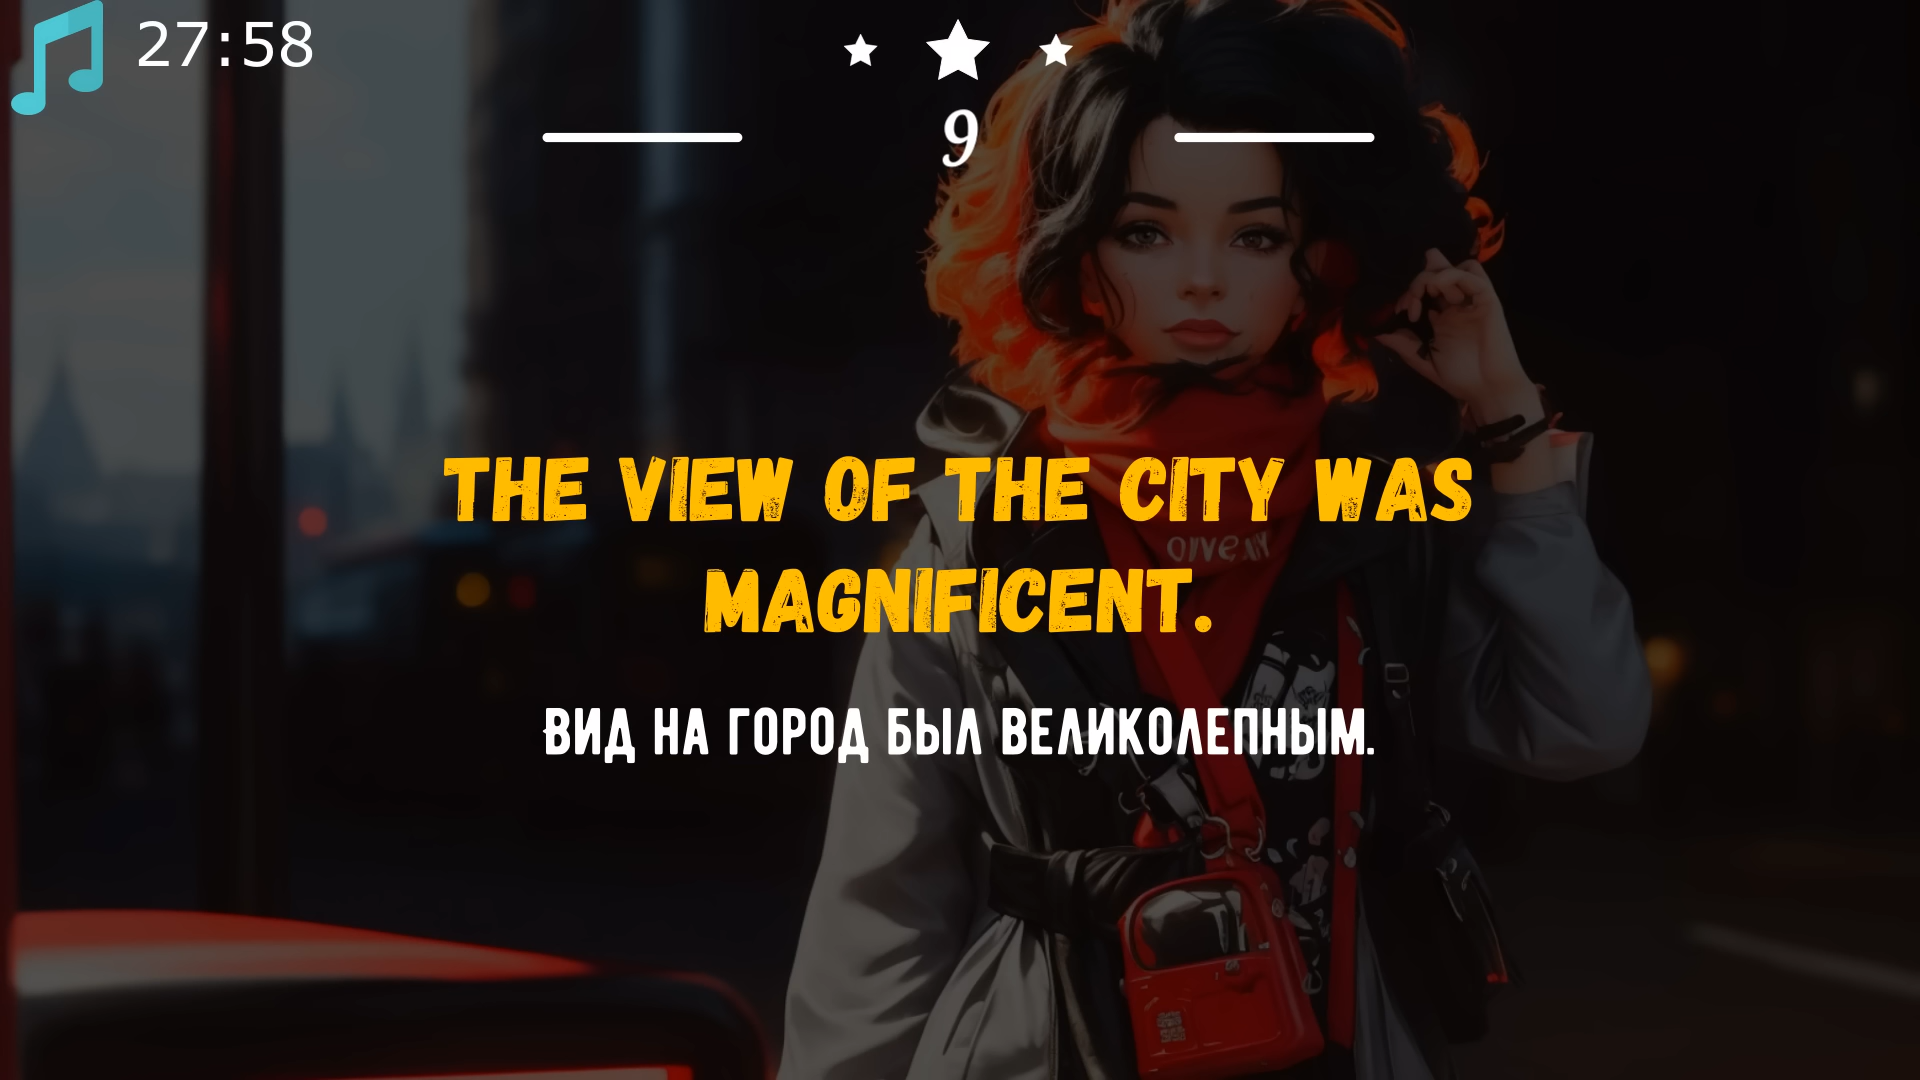 27:58
9
THE VIEW OF THE CITY WAS
MAGNIFICENT.
ВИД НА ГОРОД БЫЛ ВЕЛИКОЛЕПНЫМ.